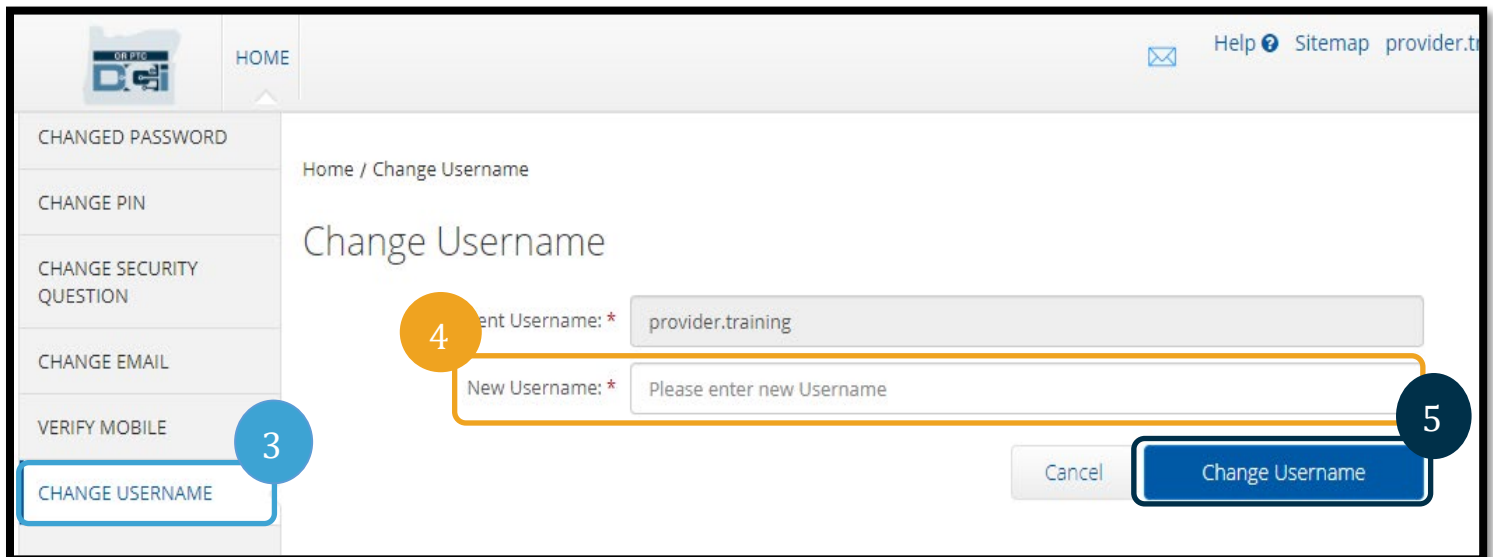 OR PTC
DCI
HOME
Help ? Sitemap provider.t
CHANGED PASSWORD
CHANGE PIN
CHANGE SECURITY
QUESTION
CHANGE EMAIL
VERIFY MOBILE
3
CHANGE USERNAME
Home / Change Username
Change Username
4
ent Username: * provider.training
New Username: * Please enter new Username
5
Cancel Change Username